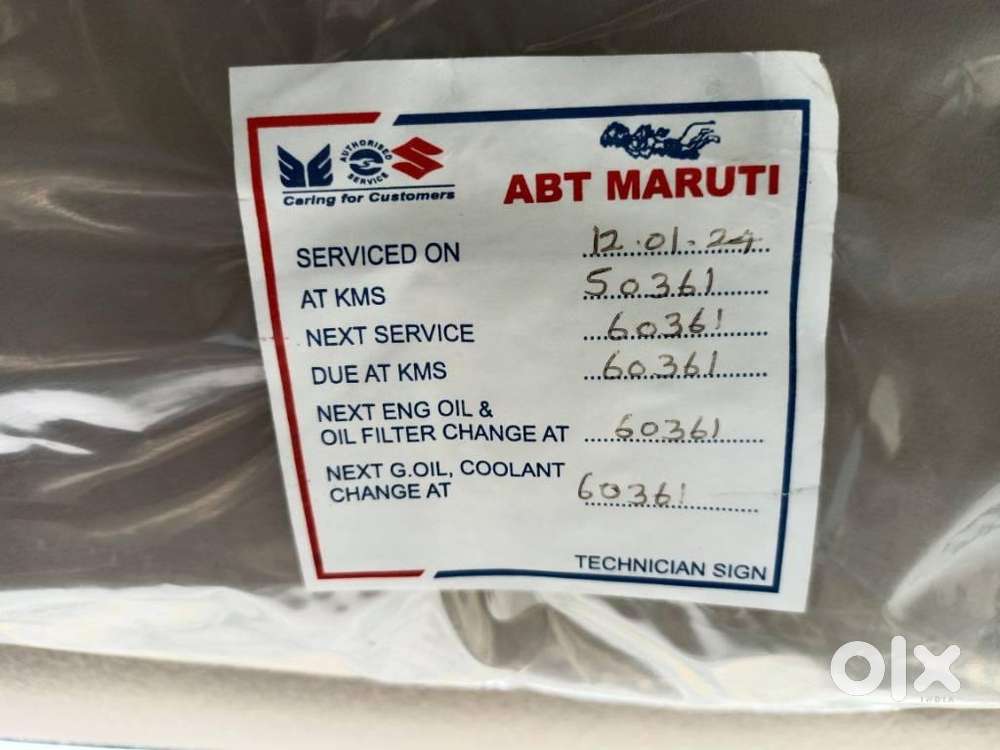 AUTHORISED SERVICE
Caring for Customers
ABT MARUTI
SERVICED ON 12.01.24
AT KMS 50361
NEXT SERVICE 60361
DUE AT KMS 60361
NEXT ENG OIL &
OIL FILTER CHANGE AT 60361
NEXT G.OIL, COOLANT
CHANGE AT 60361
TECHNICIAN SIGN
olx
INDIA